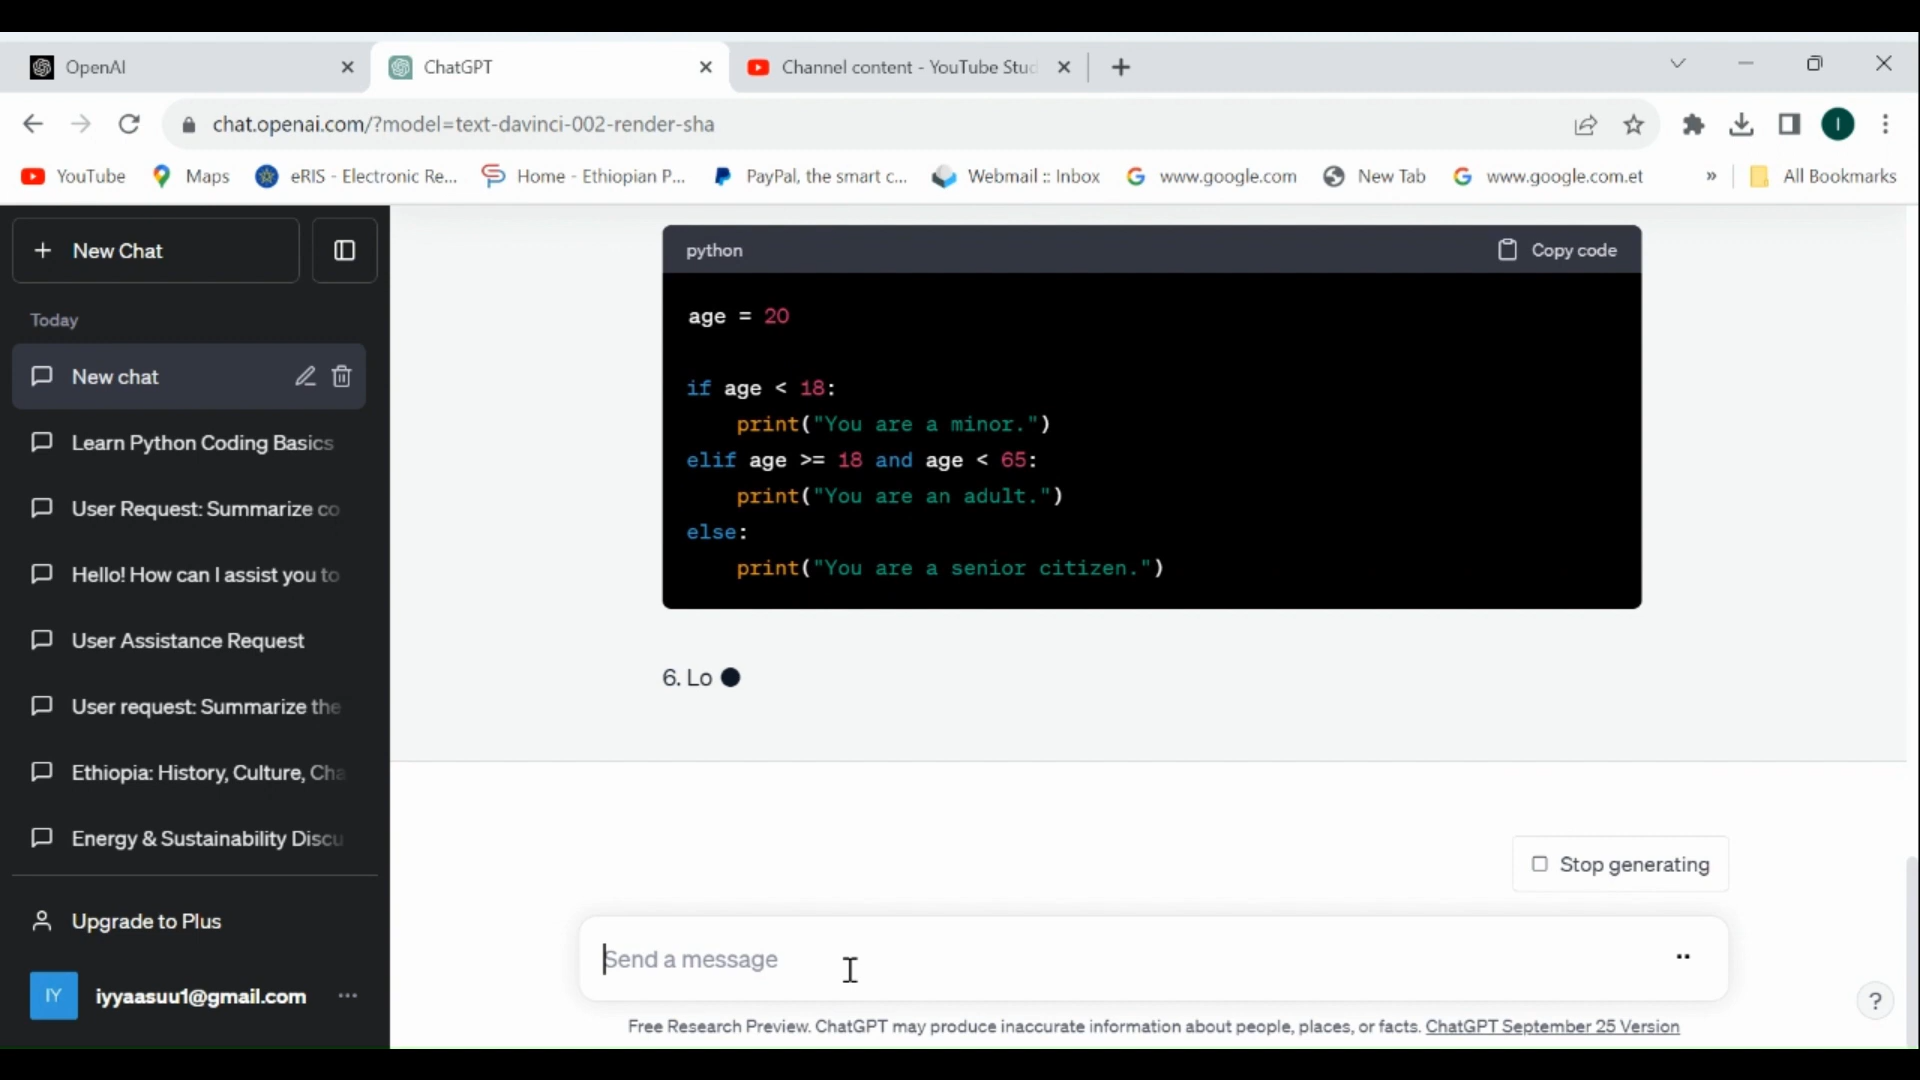 OpenAI
ChatGPT
Channel content - YouTube Stud
chat.openai.com/?model=text-davinci-002-render-sha
I
YouTube
Maps
eRIS - Electronic Re...
Home - Ethiopian P...
PayPal, the smart c...
Webmail :: Inbox
www.google.com
New Tab
www.google.com.et
»
All Bookmarks
+ New Chat
Today
New chat
Learn Python Coding Basics
User Request: Summarize co
Hello! How can I assist you to
User Assistance Request
User request: Summarize the
Ethiopia: History, Culture, Cha
Energy & Sustainability Discu
Upgrade to Plus
IY
iyyaasuu1@gmail.com
...
python
Copy code
age = 20
if age < 18:
print("You are a minor.")
elif age >= 18 and age < 65:
print("You are an adult.")
else:
print("You are a senior citizen.")
6. Lo
Stop generating
Send a message
?
Free Research Preview. ChatGPT may produce inaccurate information about people, places, or facts. ChatGPT September 25 Version